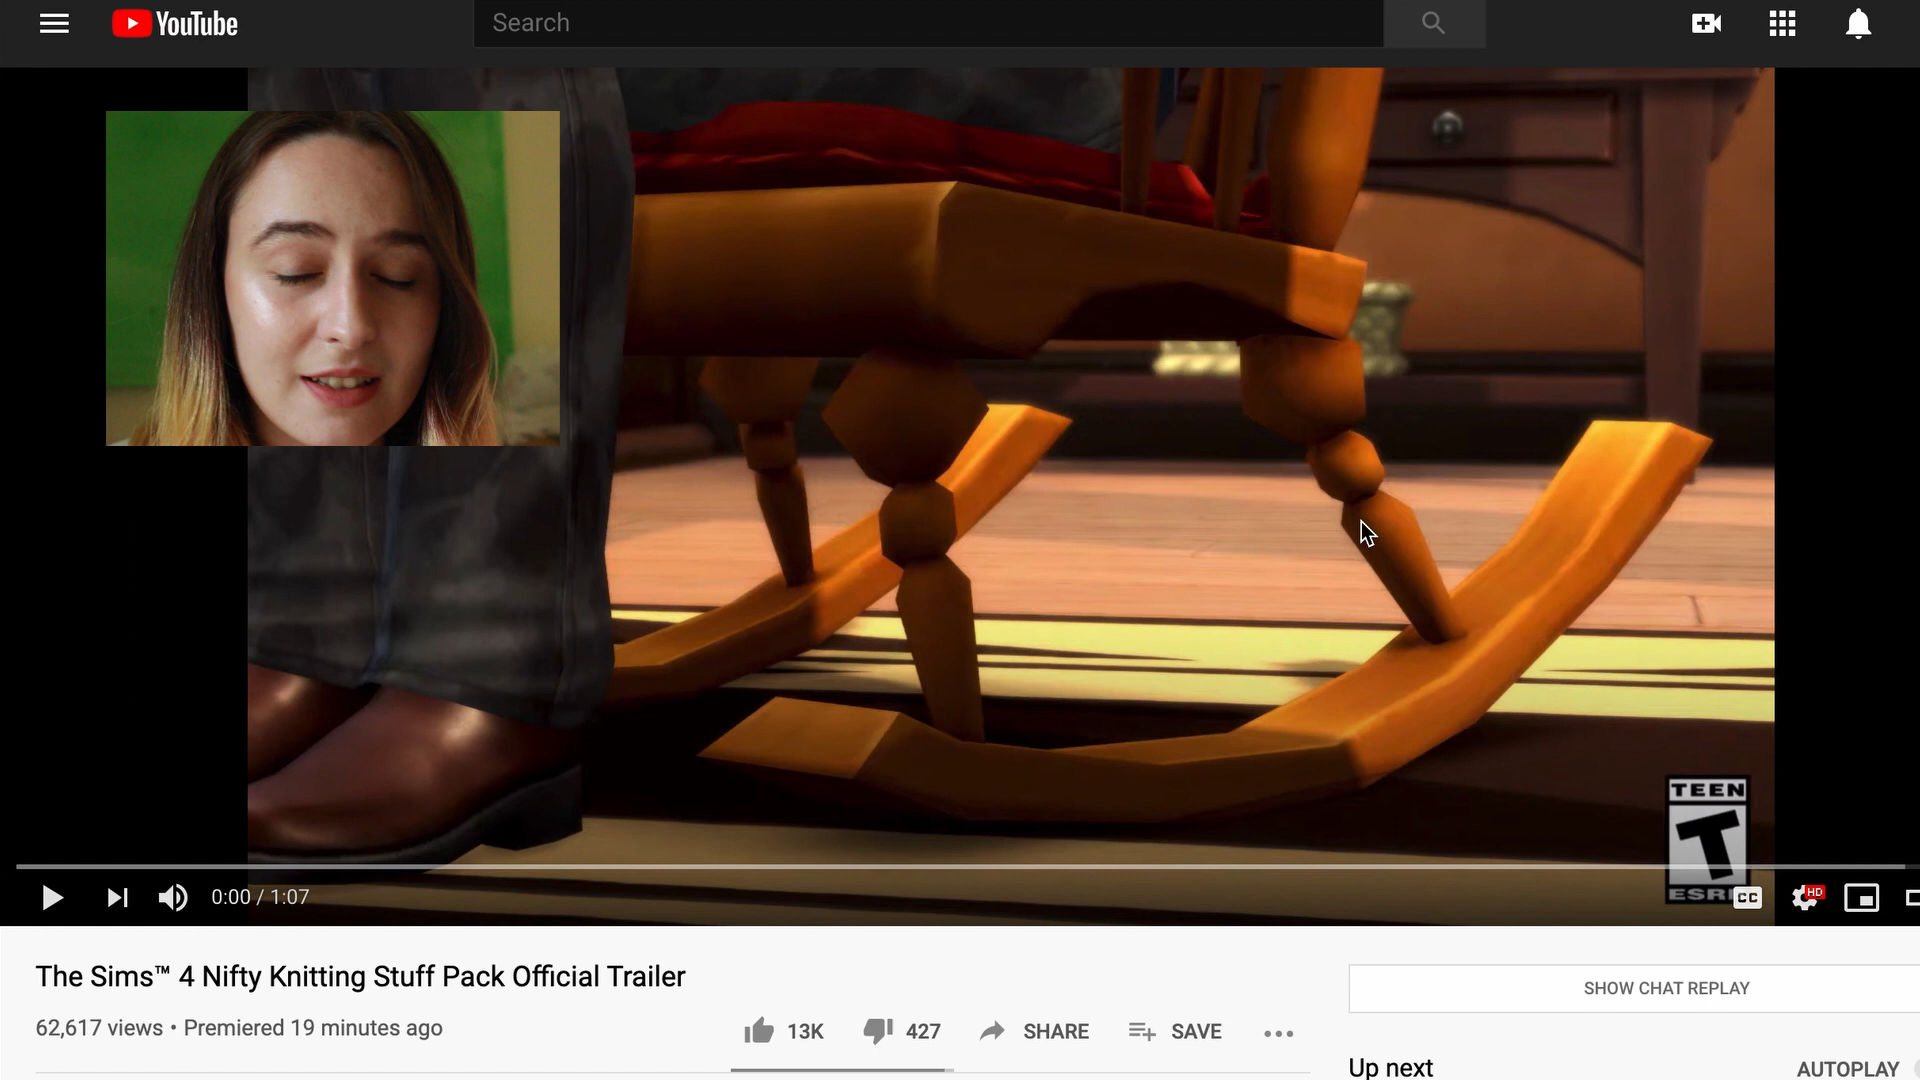 YouTube
Search
TEEN
T
ESRB
CC
HD
0:00 / 1:07
The Sims™ 4 Nifty Knitting Stuff Pack Official Trailer
62,617 views • Premiered 19 minutes ago
13K
427
SHARE
SAVE
SHOW CHAT REPLAY
Up next
AUTOPLAY